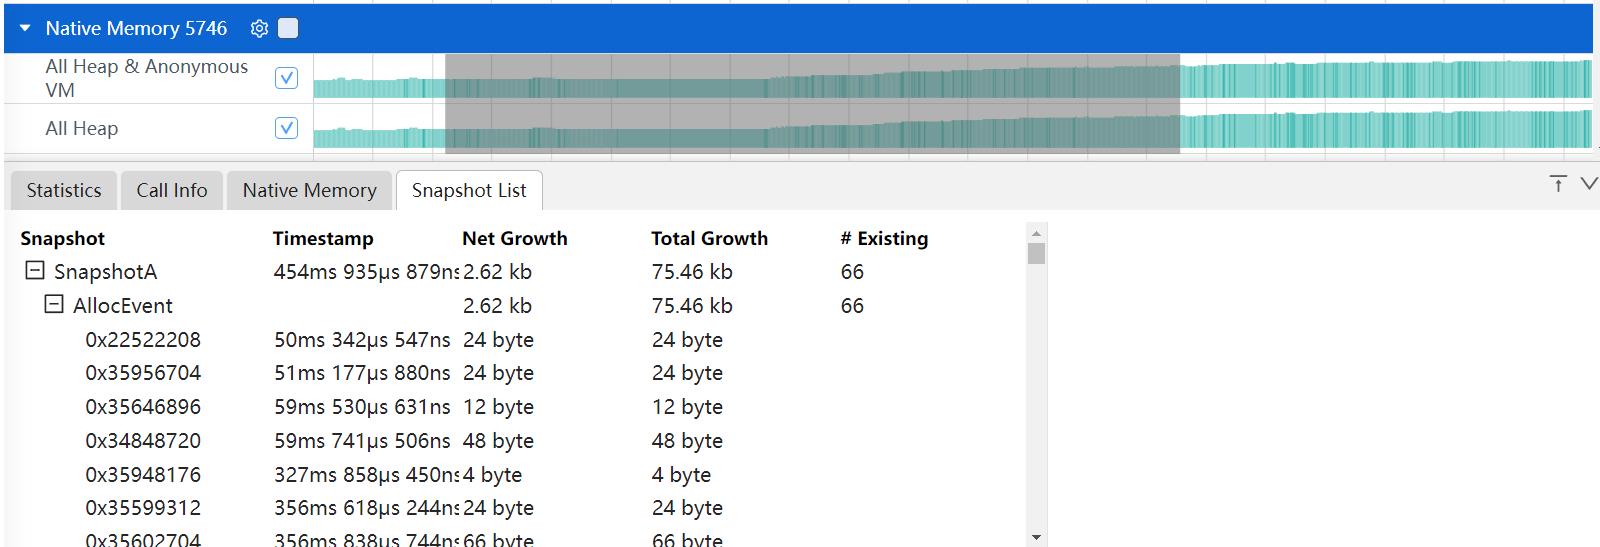 Native Memory 5746
All Heap & Anonymous
VM
All Heap
Statistics Call Info Native Memory Snapshot List
Snapshot Timestamp Net Growth Total Growth # Existing
SnapshotA 454ms 935μs 879ns 2.62 kb 75.46 kb 66
AllocEvent 2.62 kb 75.46 kb 66
0x22522208 50ms 342μs 547ns 24 byte 24 byte
0x35956704 51ms 177μs 880ns 24 byte 24 byte
0x35646896 59ms 530μs 631ns 12 byte 12 byte
0x34848720 59ms 741μs 506ns 48 byte 48 byte
0x35948176 327ms 858μs 450ns 4 byte 4 byte
0x35599312 356ms 618μs 244ns 24 byte 24 byte
0x35602704 356ms 838μs 744ns 66 byte 66 byte